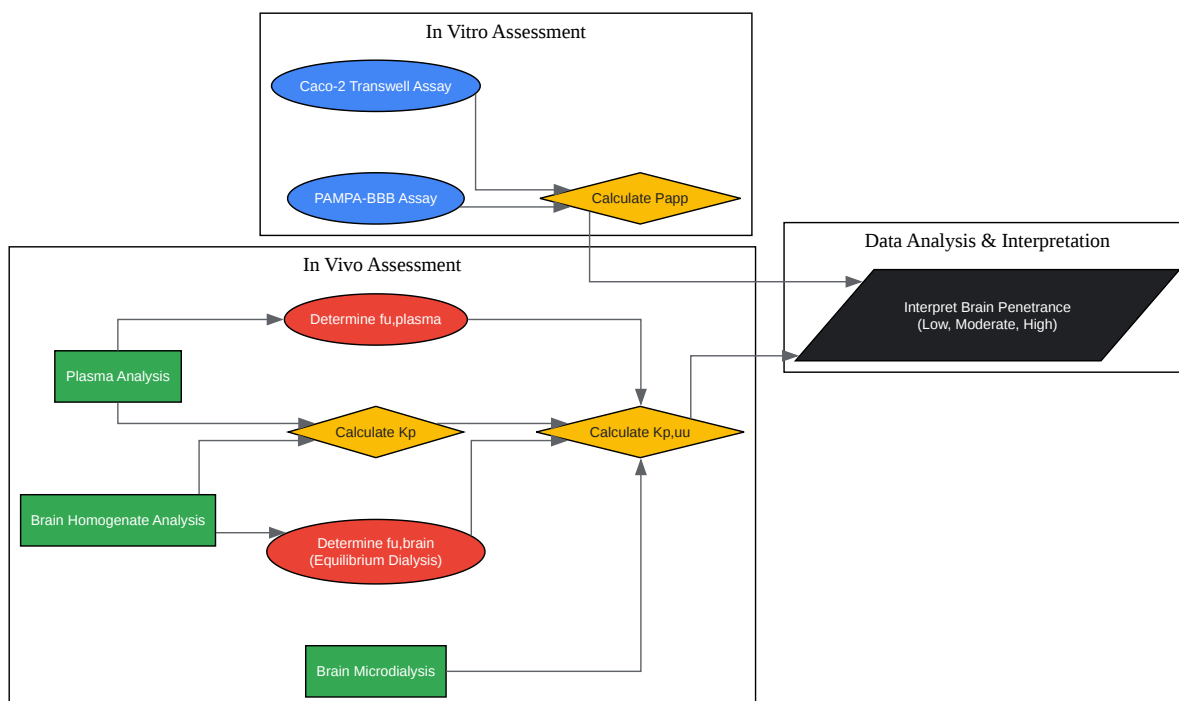 In Vitro Assessment
Caco-2 Transwell Assay
PAMPA-BBB Assay
Calculate Papp
Data Analysis & Interpretation
Interpret Brain Penetrance
(Low, Moderate, High)
In Vivo Assessment
Determine fu,plasma
Plasma Analysis
Calculate Kp
Calculate Kp,uu
Brain Homogenate Analysis
Determine fu,brain
(Equilibrium Dialysis)
Brain Microdialysis